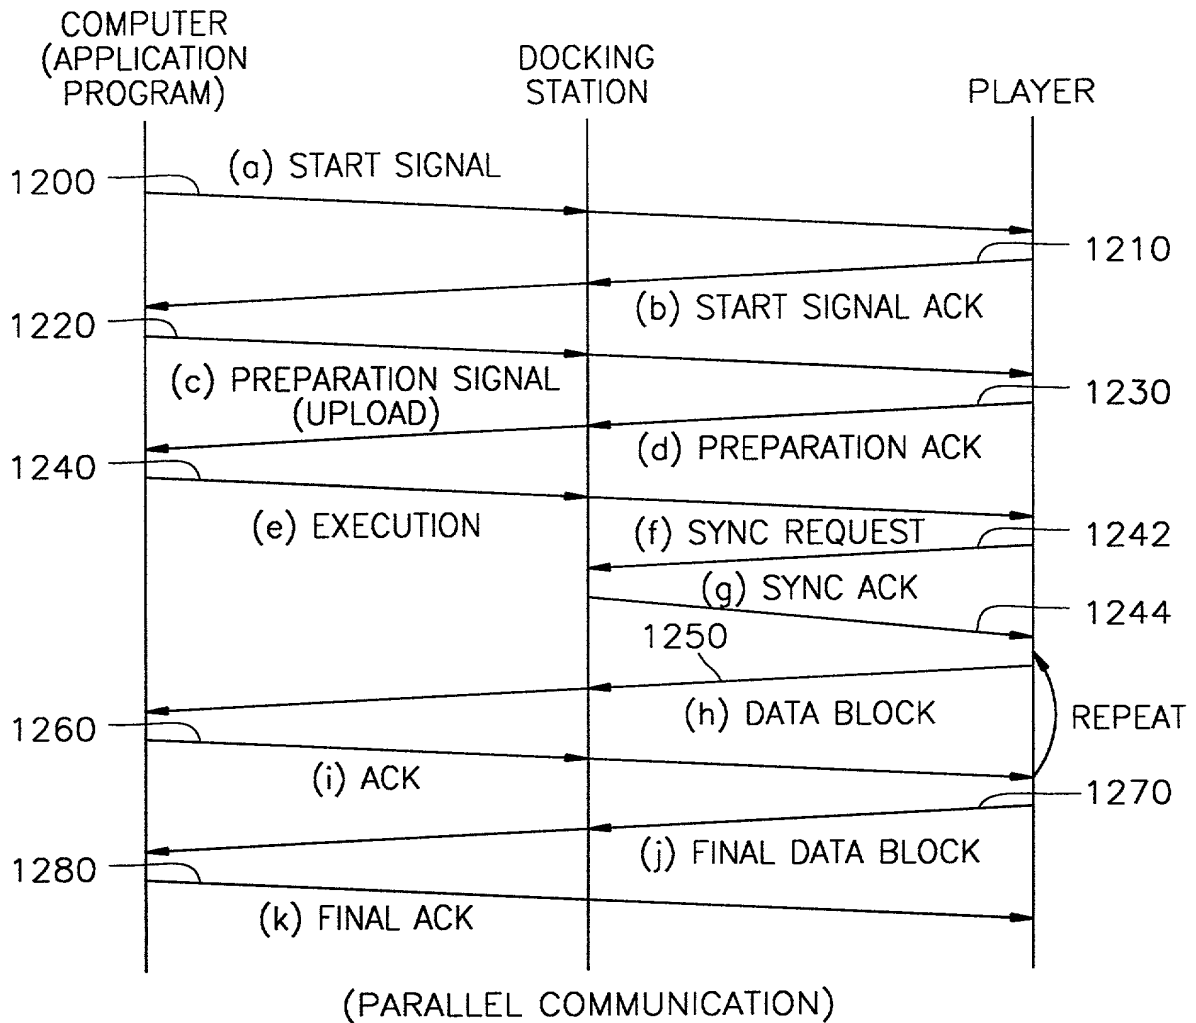 COMPUTER
(APPLICATION
PROGRAM)
DOCKING
STATION
PLAYER
1200
(a) START SIGNAL
1210
(b) START SIGNAL ACK
1220
(c) PREPARATION SIGNAL
(UPLOAD)
1230
(d) PREPARATION ACK
1240
(e) EXECUTION
(f) SYNC REQUEST
1242
(g) SYNC ACK
1244
1250
(h) DATA BLOCK
REPEAT
1260
(i) ACK
1270
(j) FINAL DATA BLOCK
1280
(k) FINAL ACK
(PARALLEL COMMUNICATION)